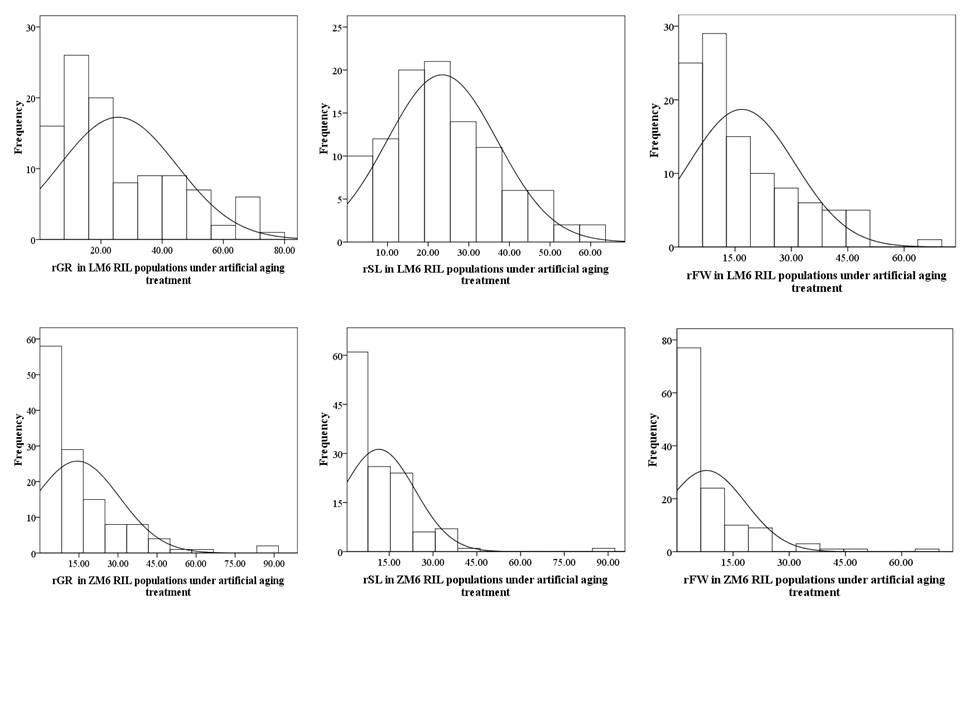 30
20
10
0
Frequency
20.00 40.00 60.00 80.00
rGR in LM6 RIL populations under artificial aging
treatment
25
20
15
10
5
0
Frequency
10.00 20.00 30.00 40.00 50.00 60.00
rSL in LM6 RIL populations under artificial aging
treatment
30
20
10
0
Frequency
15.00 30.00 45.00 60.00
rFW in LM6 RIL populations under artificial aging
treatment
60
50
40
30
20
10
0
Frequency
15.00 30.00 45.00 60.00 75.00 90.00
rGR in ZM6 RIL populations under artificial aging
treatment
60
45
30
15
0
Frequency
15.00 30.00 45.00 60.00 75.00 90.00
rSL in ZM6 RIL populations under artificial aging
treatment
80
60
40
20
0
Frequency
15.00 30.00 45.00 60.00
rFW in ZM6 RIL populations under artificial aging
treatment